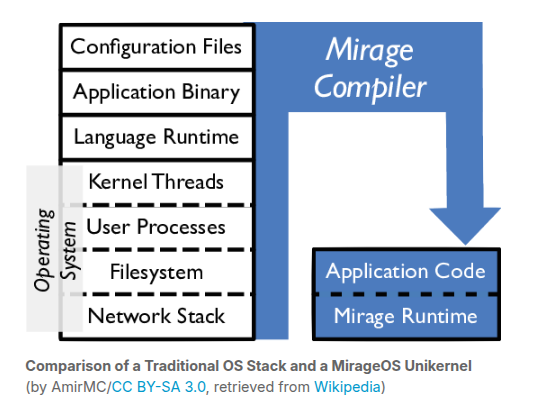 Configuration Files
Application Binary
Language Runtime
Kernel Threads
User Processes
Filesystem
Network Stack
Operating
System
Mirage
Compiler
Application Code
Mirage Runtime
Comparison of a Traditional OS Stack and a MirageOS Unikernel
(by AmirMC/CC BY-SA 3.0, retrieved from Wikipedia)